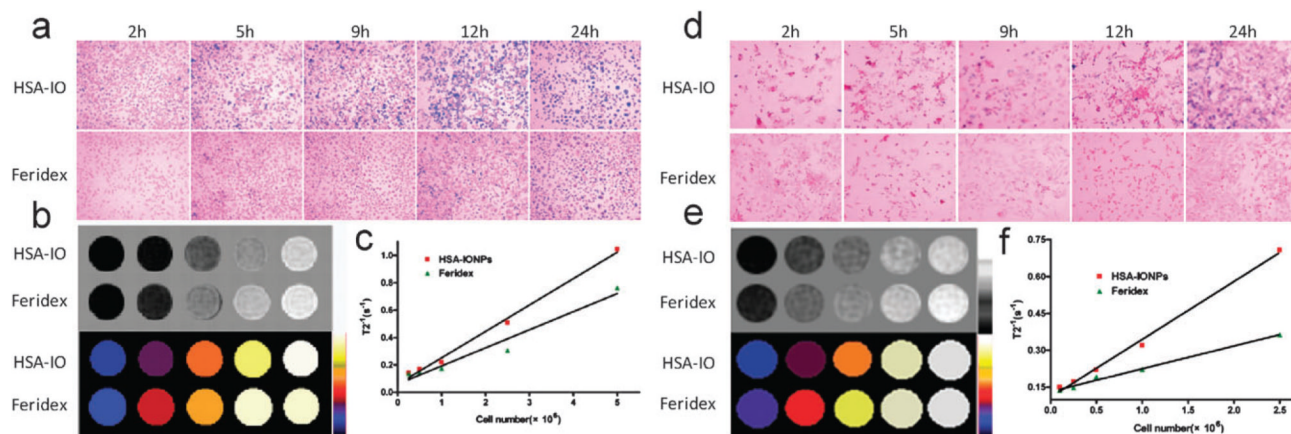 a
2h 5h 9h 12h 24h
HSA-IO
Feridex
b
HSA-IO
Feridex
HSA-IO
Feridex
c
1.0
0.8
0.6
0.4
0.2
0.0
T2⁻¹(s⁻¹)
HSA-IONPs
Feridex
0 1 2 3 4 5
Cell number(× 10⁶)
d
2h 5h 9h 12h 24h
HSA-IO
Feridex
e
HSA-IO
Feridex
HSA-IO
Feridex
f
0.75
0.60
0.45
0.30
0.15
T2⁻¹(s⁻¹)
HSA-IONPs
Feridex
0.0 0.5 1.0 1.5 2.0 2.5
Cell number(× 10⁶)